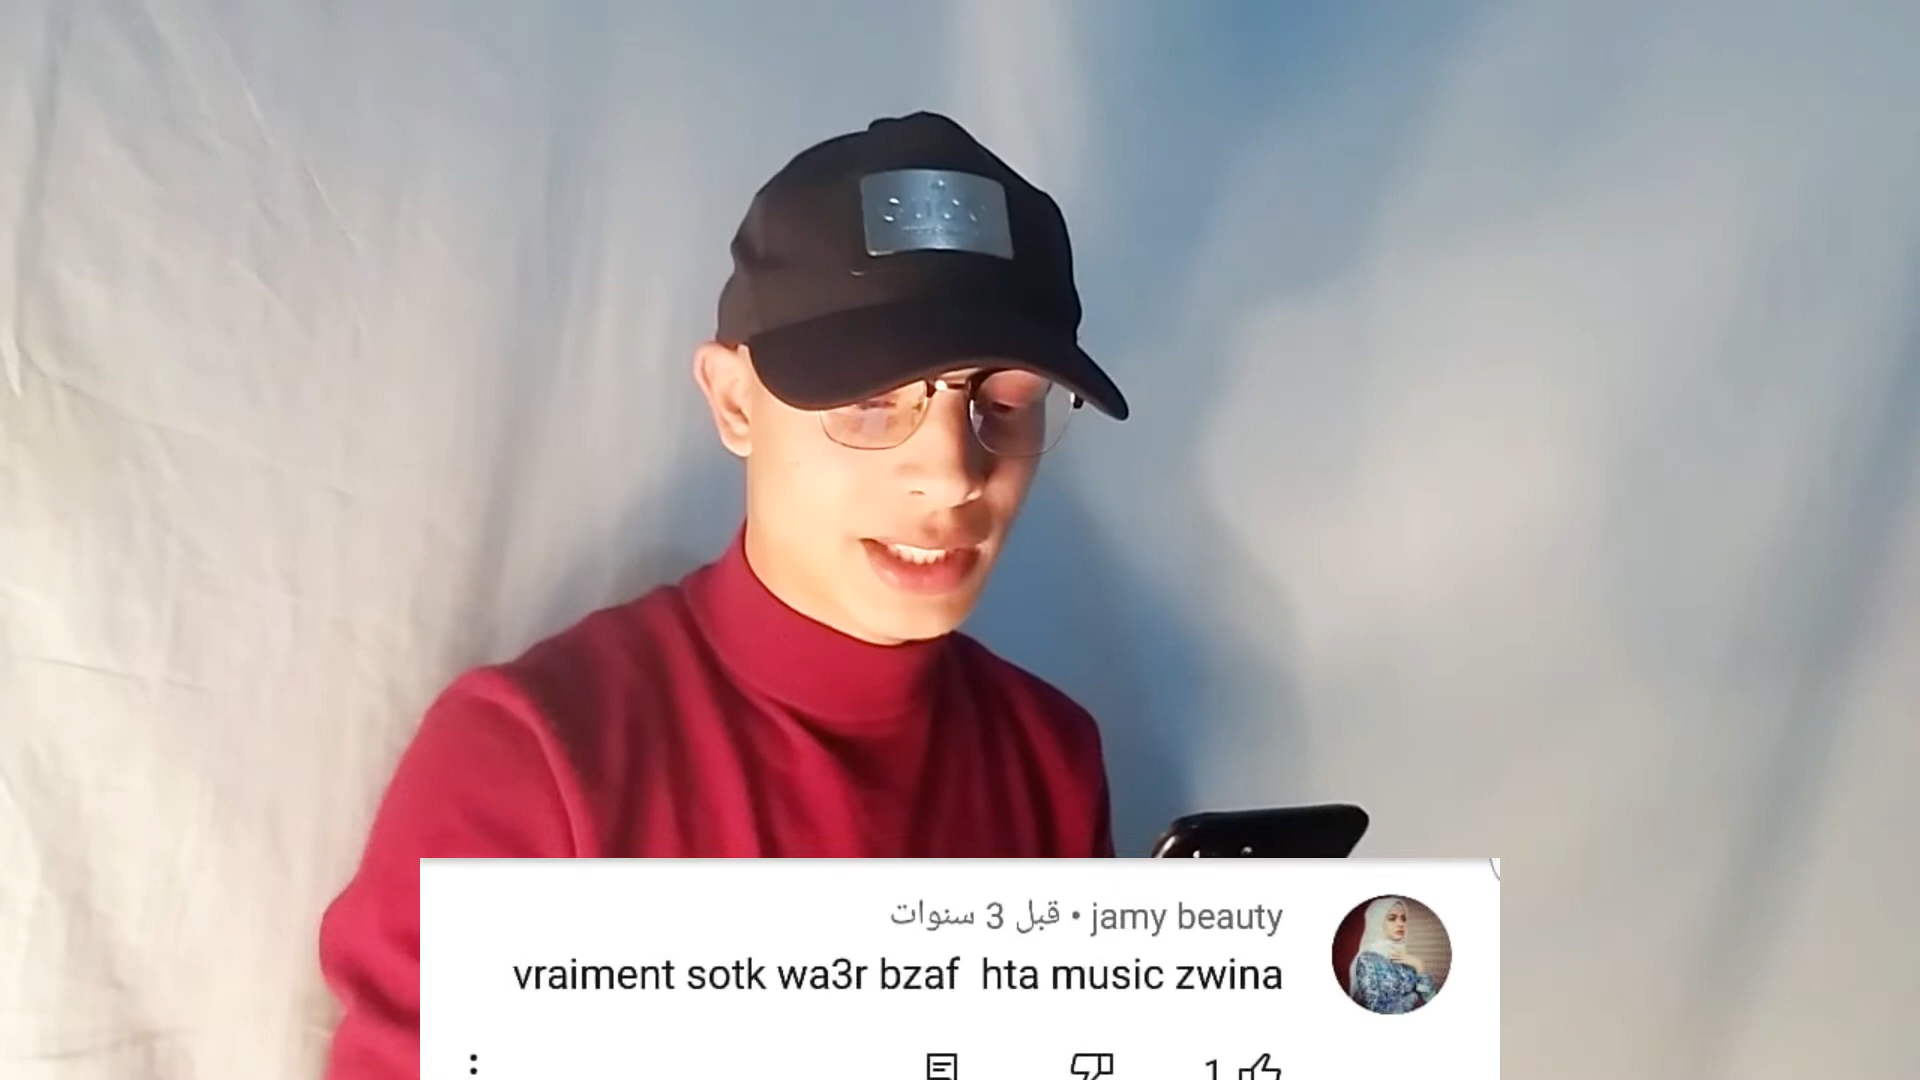 jamy beauty • قبل 3 سنوات
vraiment sotk wa3r bzaf hta music zwina
1